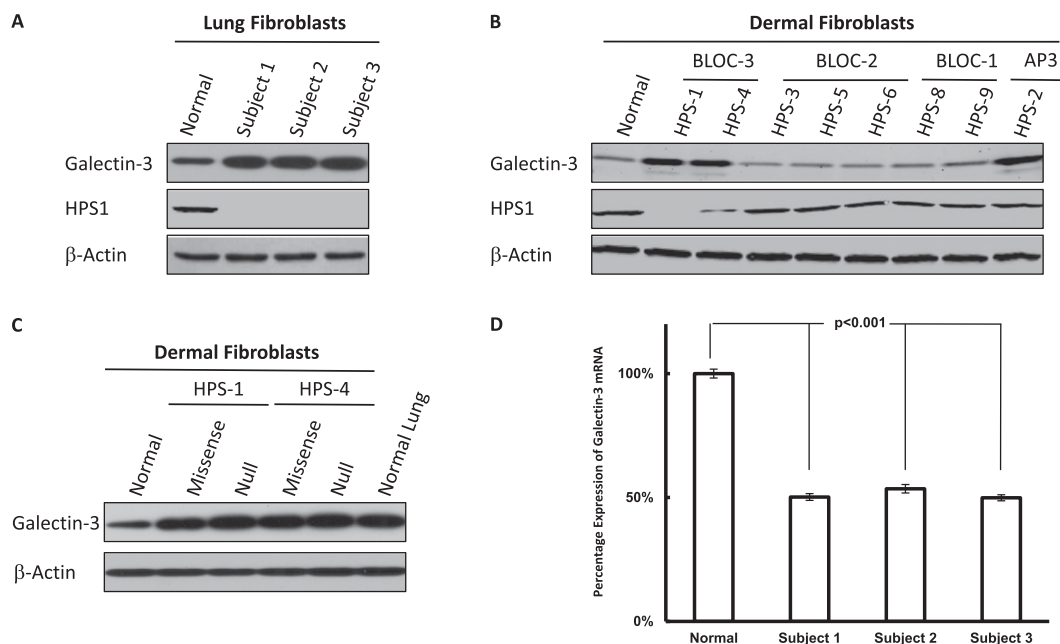 A
Lung Fibroblasts
Normal
Subject 1
Subject 2
Subject 3
Galectin-3
HPS1
β-Actin
B
Dermal Fibroblasts
BLOC-3
BLOC-2
BLOC-1
AP3
Normal
HPS-1
HPS-4
HPS-3
HPS-5
HPS-6
HPS-8
HPS-9
HPS-2
Galectin-3
HPS1
β-Actin
C
Dermal Fibroblasts
HPS-1
HPS-4
Normal
Missense
Null
Missense
Null
Normal Lung
Galectin-3
β-Actin
D
p<0.001
Percentage Expression of Galectin-3 mRNA
100%
50%
0%
Normal
Subject 1
Subject 2
Subject 3